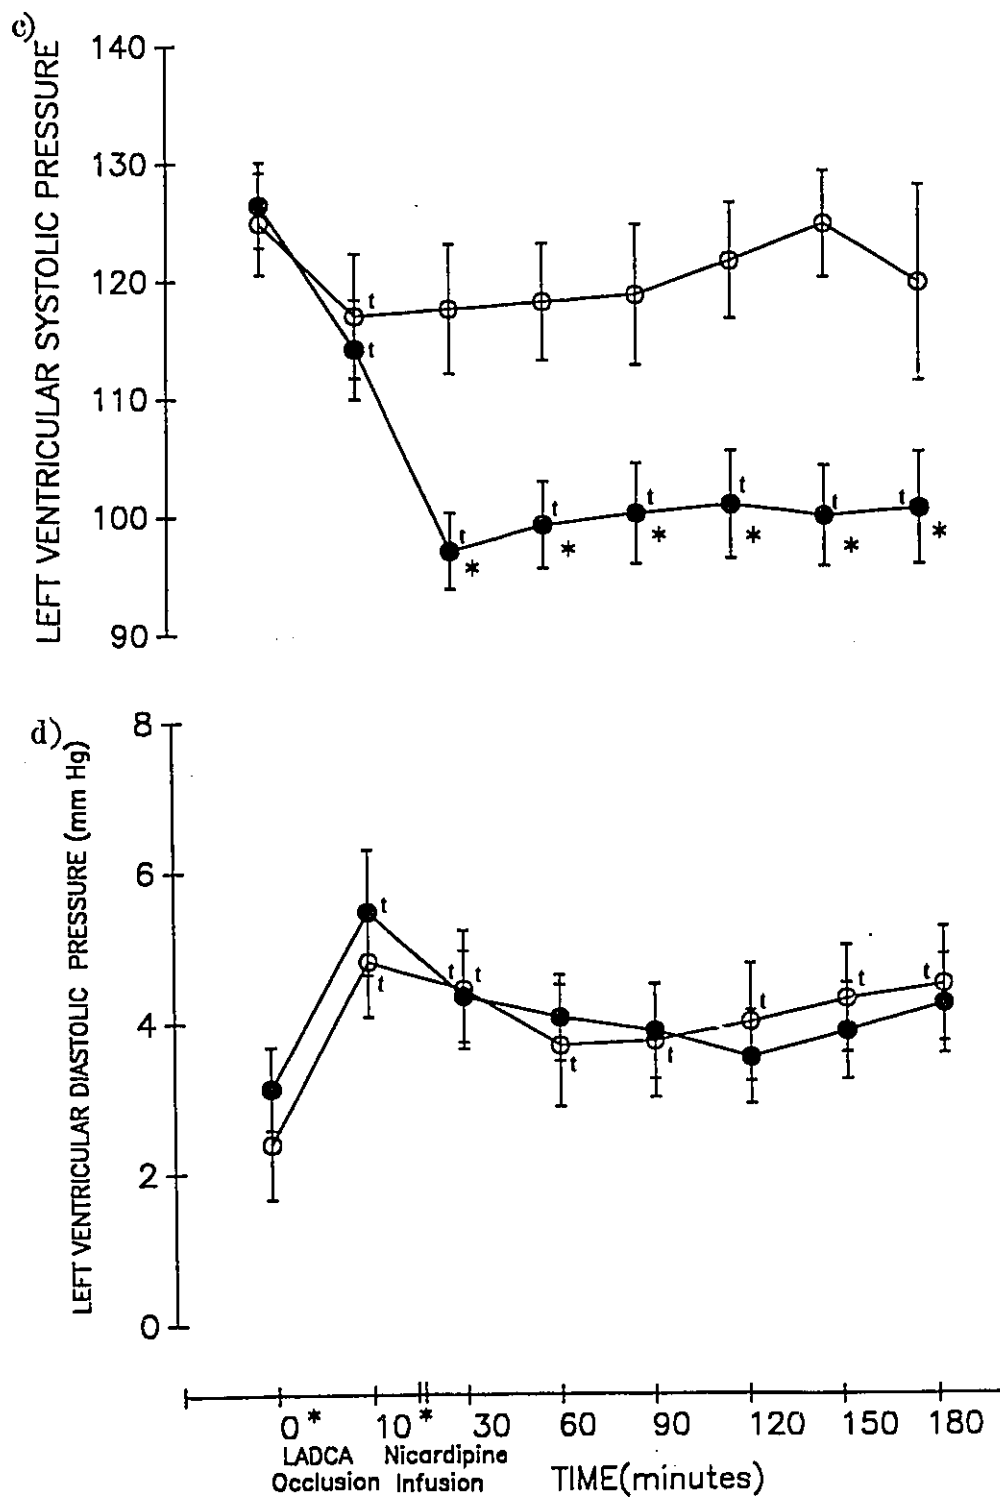 c)
LEFT VENTRICULAR SYSTOLIC PRESSURE
140
130
120
110
100
90
t
t
t
t
t
t
t
t
*
*
*
*
*
*
d)
LEFT VENTRICULAR DIASTOLIC PRESSURE (mm Hg)
8
6
4
2
0
t
t
t
t
t
t
t
t
t
0 * 10 * 30 60 90 120 150 180
LADCA Nicardipine
Occlusion Infusion
TIME(minutes)